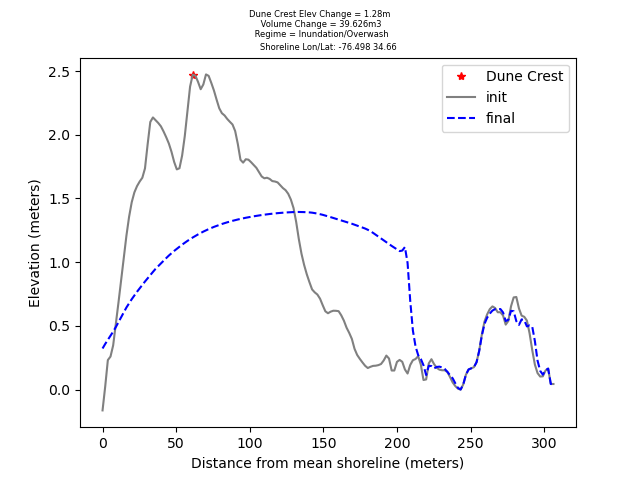 Dune Crest Elev Change = 1.28m
Volume Change = 39.626m3
Regime = Inundation/Overwash
Shoreline Lon/Lat: -76.498 34.66
Dune Crest
init
final
2.5
2.0
1.5
1.0
0.5
0.0
Elevation (meters)
0 50 100 150 200 250 300
Distance from mean shoreline (meters)